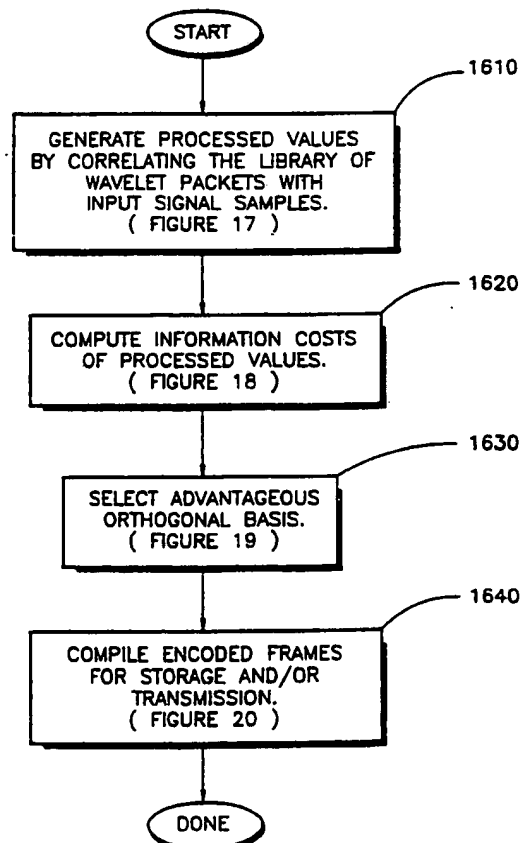 START
1610
GENERATE PROCESSED VALUES
BY CORRELATING THE LIBRARY OF
WAVELET PACKETS WITH
INPUT SIGNAL SAMPLES.
( FIGURE 17 )
1620
COMPUTE INFORMATION COSTS
OF PROCESSED VALUES.
( FIGURE 18 )
1630
SELECT ADVANTAGEOUS
ORTHOGONAL BASIS.
( FIGURE 19 )
1640
COMPILE ENCODED FRAMES
FOR STORAGE AND/OR
TRANSMISSION.
( FIGURE 20 )
DONE